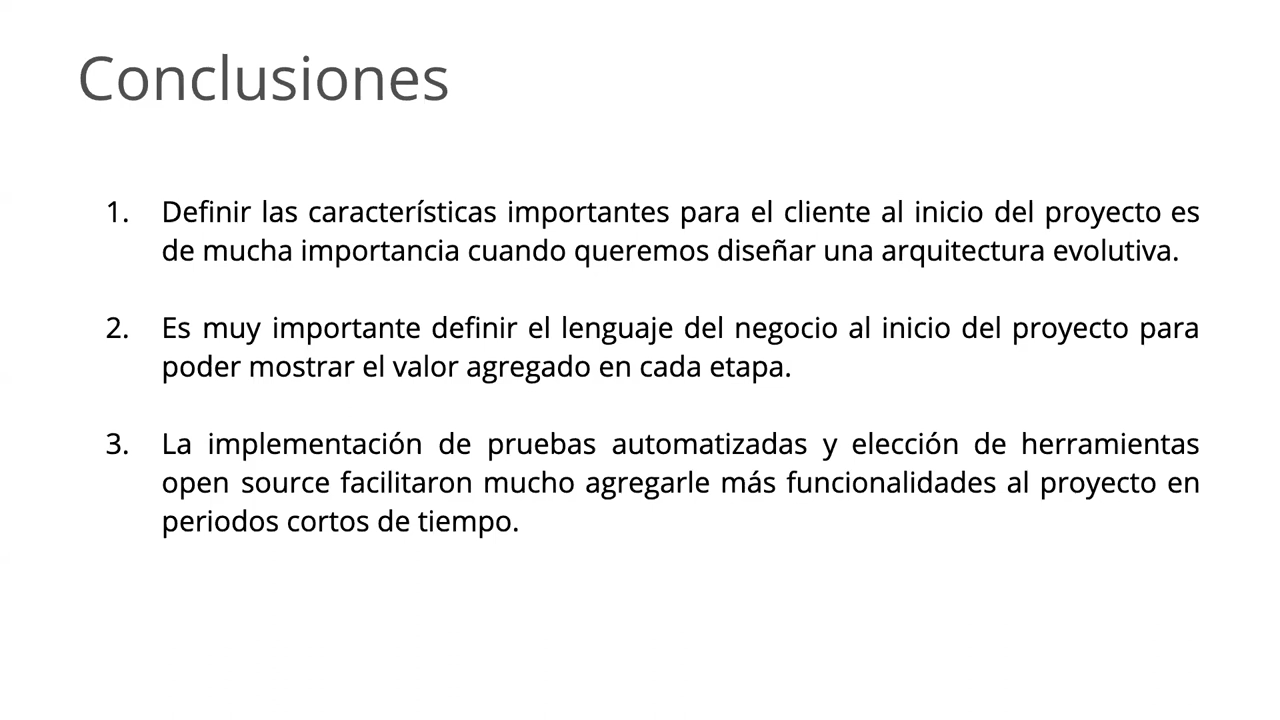 Conclusiones
1. Definir las características importantes para el cliente al inicio del proyecto es
de mucha importancia cuando queremos diseñar una arquitectura evolutiva.
2. Es muy importante definir el lenguaje del negocio al inicio del proyecto para
poder mostrar el valor agregado en cada etapa.
3. La implementación de pruebas automatizadas y elección de herramientas
open source facilitaron mucho agregarle más funcionalidades al proyecto en
periodos cortos de tiempo.